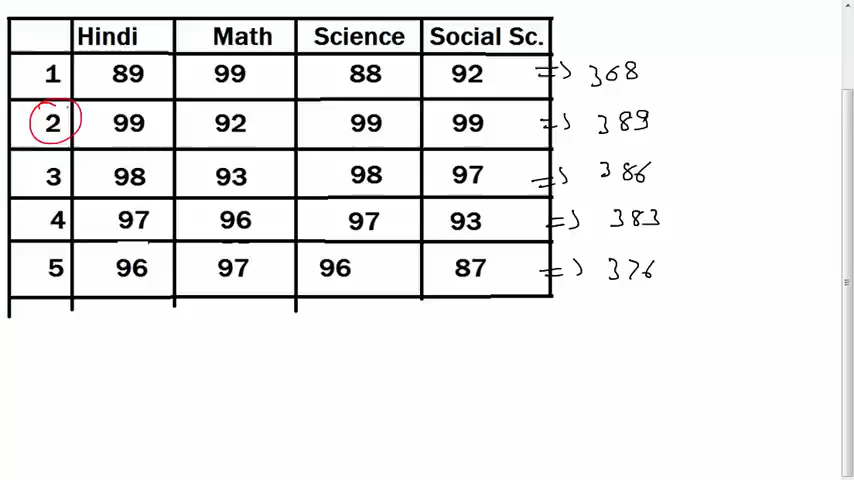 Hindi Math Science Social Sc.
1 89 99 88 92 => 368
2 99 92 99 99 => 389
3 98 93 98 97 => 386
4 97 96 97 93 => 383
5 96 97 96 87 => 376